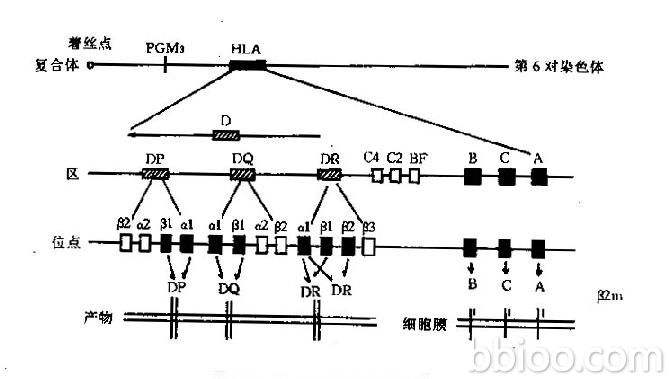 着丝点
PGM3 HLA
复合体 第6对染色体
D
C4 C2 BF B C A
区 DP DQ DR
β2 α2 β1 α1 α1 β1 α2 β2 α1 β1 β2 β3
位点
DP DQ DR DR B C A
β2m
产物 细胞膜
bbioo.com